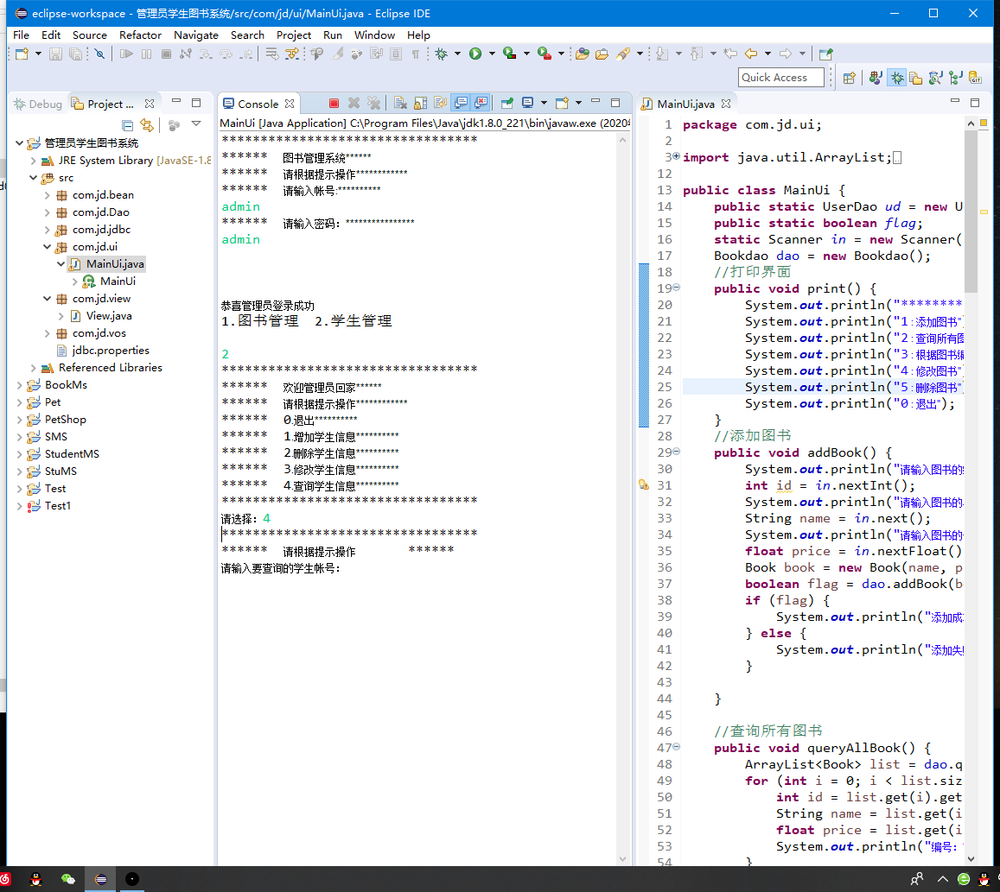 eclipse-workspace - 管理员学生图书系统/src/com/jd/ui/MainUi.java - Eclipse IDE
File Edit Source Refactor Navigate Search Project Run Window Help
Quick Access
Debug
Project ...
管理员学生图书系统
JRE System Library [JavaSE-1.8
src
com.jd.bean
com.jd.Dao
com.jd.jdbc
com.jd.ui
MainUi.java
MainUi
com.jd.view
View.java
com.jd.vos
jdbc.properties
Referenced Libraries
BookMs
Pet
PetShop
SMS
StudentMS
StuMS
Test
Test1
Console
MainUi [Java Application] C:\Program Files\Java\jdk1.8.0_221\bin\javaw.exe (2020年
*********************************
****** 图书管理系统******
****** 请根据提示操作************
****** 请输入帐号:**********
admin
****** 请输入密码：****************
admin
恭喜管理员登录成功
1.图书管理 2.学生管理
2
*********************************
****** 欢迎管理员回家******
****** 请根据提示操作************
****** 0.退出**********
****** 1.增加学生信息**********
****** 2.删除学生信息**********
****** 3.修改学生信息**********
****** 4.查询学生信息**********
*********************************
请选择：4
*********************************
****** 请根据提示操作 ******
请输入要查询的学生帐号：
MainUi.java
1 package com.jd.ui;
2
3 import java.util.ArrayList;
12
13 public class MainUi {
14 public static UserDao ud = new U
15 public static boolean flag;
16 static Scanner in = new Scanner(
17 Bookdao dao = new Bookdao();
18 //打印界面
19 public void print() {
20 System.out.println("********
21 System.out.println("1:添加图书"
22 System.out.println("2:查询所有图
23 System.out.println("3:根据图书编
24 System.out.println("4:修改图书"
25 System.out.println("5:删除图书"
26 System.out.println("0:退出");
27 }
28 //添加图书
29 public void addBook() {
30 System.out.println("请输入图书的
31 int id = in.nextInt();
32 System.out.println("请输入图书的
33 String name = in.next();
34 System.out.println("请输入图书的
35 float price = in.nextFloat()
36 Book book = new Book(name, p
37 boolean flag = dao.addBook(b
38 if (flag) {
39 System.out.println("添加成
40 } else {
41 System.out.println("添加失
42 }
43
44 }
45
46 //查询所有图书
47 public void queryAllBook() {
48 ArrayList<Book> list = dao.q
49 for (int i = 0; i < list.siz
50 int id = list.get(i).get
51 String name = list.get(i
52 float price = list.get(i
53 System.out.println("编号：
54 }